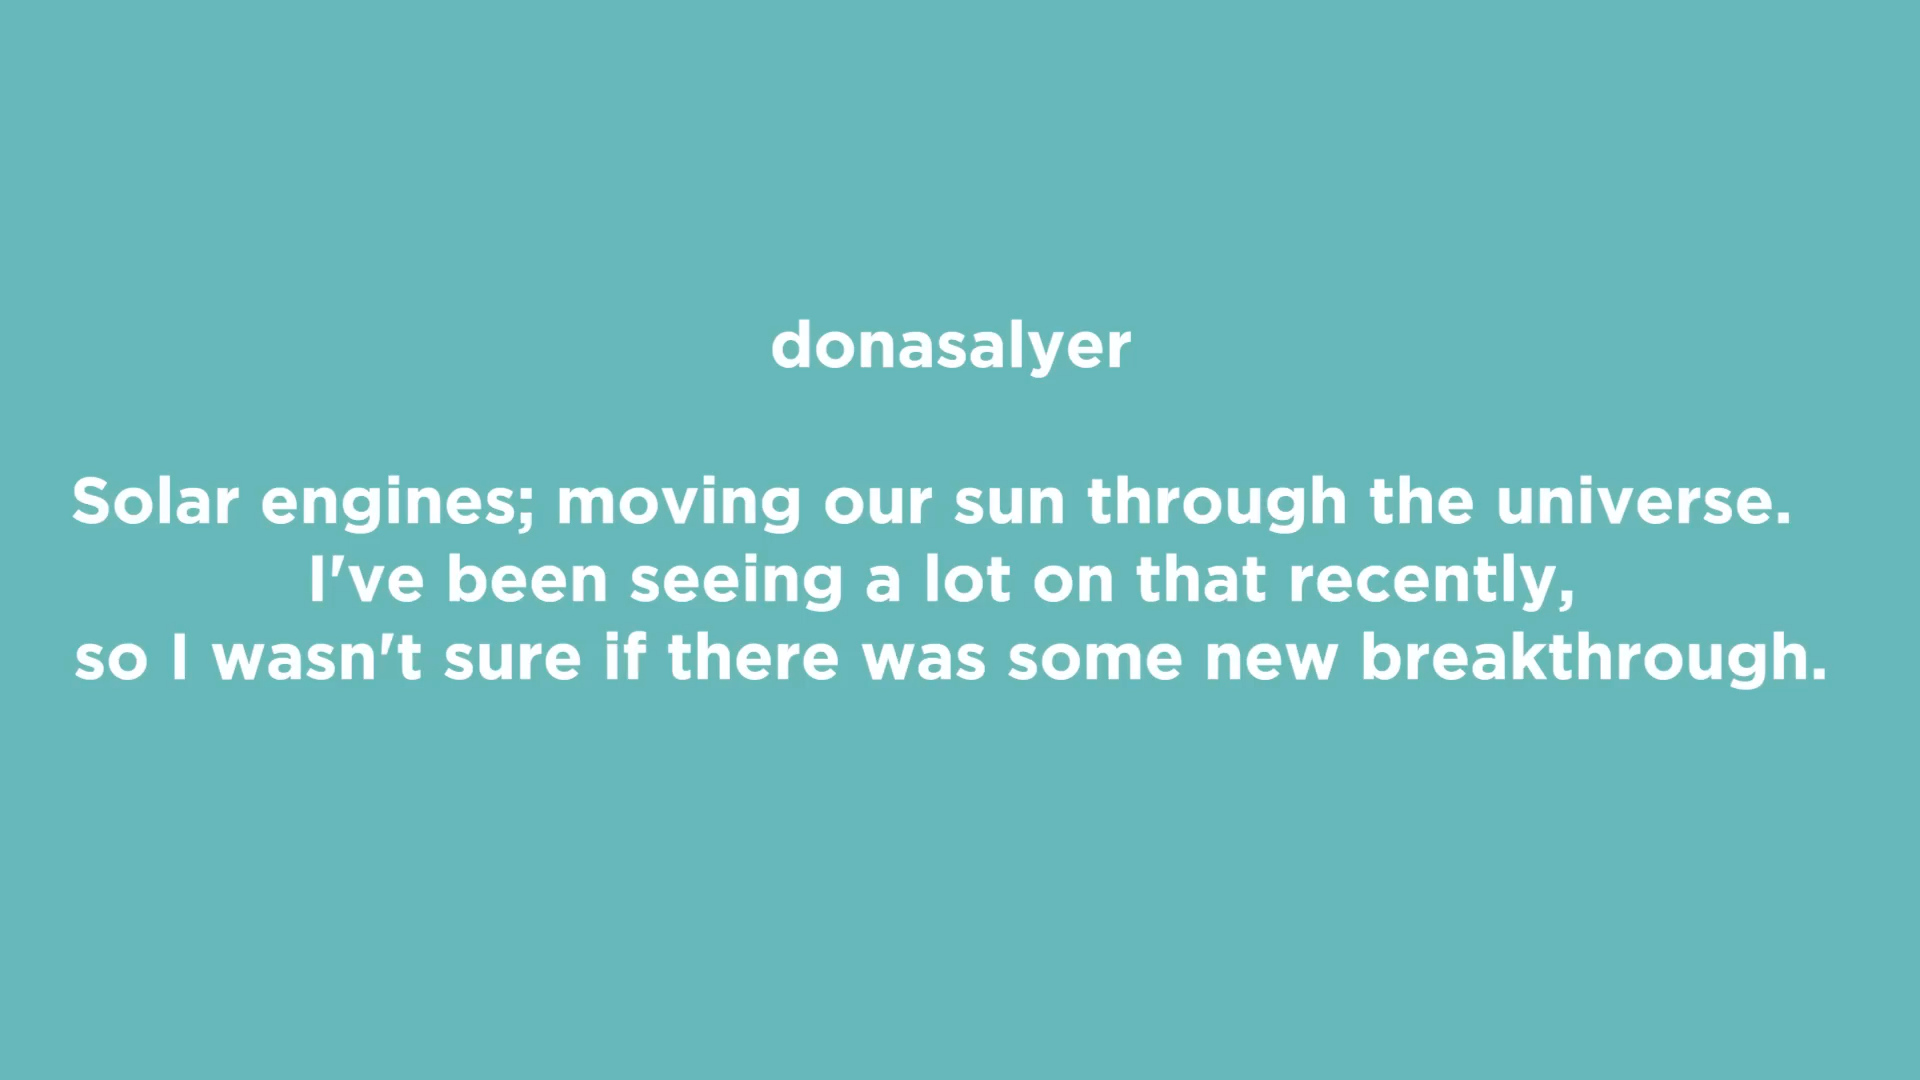 donasalyer
Solar engines; moving our sun through the universe.
I've been seeing a lot on that recently,
so I wasn't sure if there was some new breakthrough.